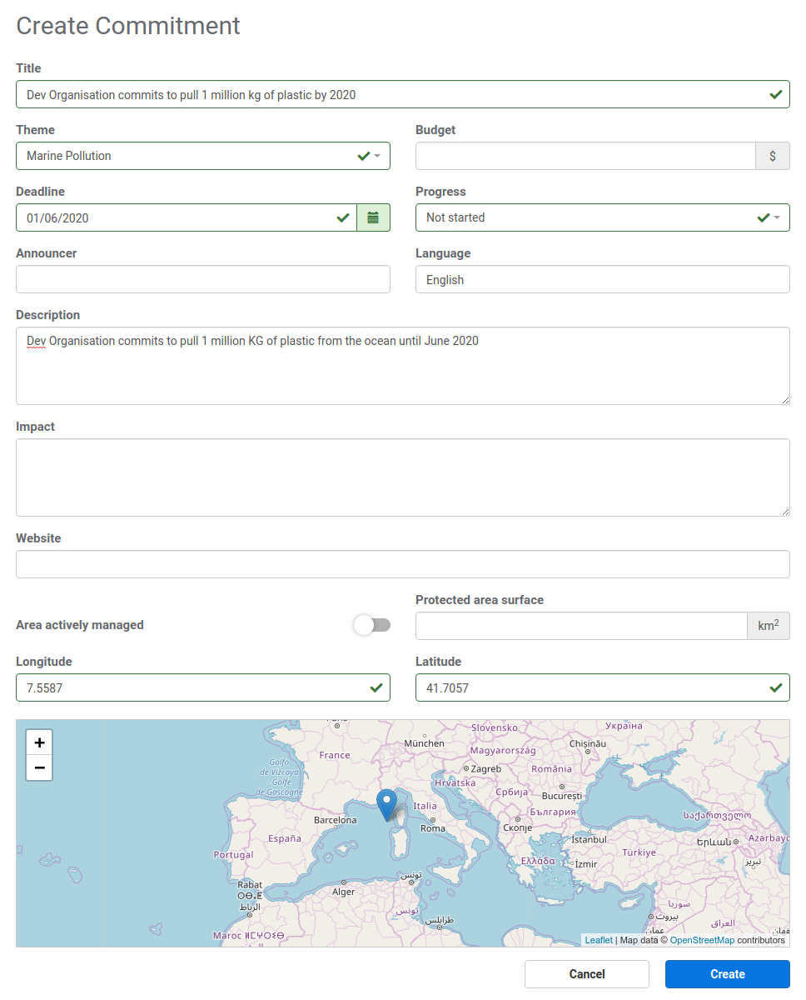 Create Commitment
Title
Dev Organisation commits to pull 1 million kg of plastic by 2020
Theme
Budget
Marine Pollution
$
Deadline
Progress
01/06/2020
Not started
Announcer
Language
English
Description
Dev Organisation commits to pull 1 million KG of plastic from the ocean until June 2020
Impact
Website
Protected area surface
Area actively managed
km2
Longitude
Latitude
7.5587
41.7057
+
−
Slovensko
Україна
München
Chișinău
France
Magyarország
Golfo
de Vizcaya
- Golfe
de Gascogne
Zagreb
România
Hrvatska
Србија
București
Italia
България
საქართველო
Barcelona
Roma
Скопје
España
İstanbul
Երևան
Azərbayc
Portugal
Ελλάδα
İzmir
Türkiye
تبریز
تونس
Rabat
ⵔⴱⴰⵟ
الرباط
Alger
سوريا
تونس
طرابلس
بيروت
العراق
عمان
Maroc ⵍⵎⵖⵔⵉⴱ
Leaflet | Map data © OpenStreetMap contributors
Cancel
Create